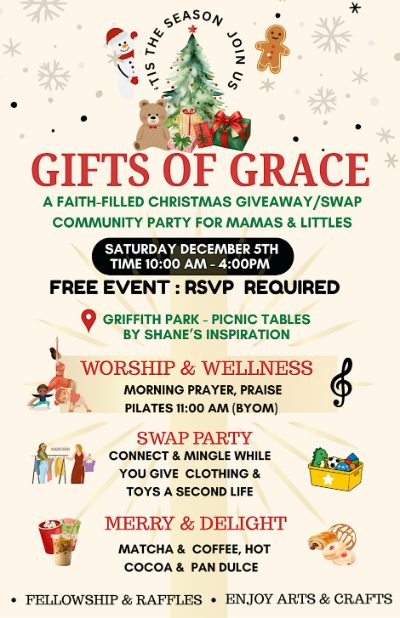 'TIS THE SEASON JOIN US
GIFTS OF GRACE
A FAITH-FILLED CHRISTMAS GIVEAWAY/SWAP
COMMUNITY PARTY FOR MAMAS & LITTLES
SATURDAY DECEMBER 5TH
TIME 10:00 AM - 4:00PM
FREE EVENT : RSVP REQUIRED
GRIFFITH PARK - PICNIC TABLES
BY SHANE'S INSPIRATION
WORSHIP & WELLNESS
MORNING PRAYER, PRAISE
PILATES 11:00 AM (BYOM)
SWAP PARTY
CONNECT & MINGLE WHILE
YOU GIVE CLOTHING &
TOYS A SECOND LIFE
MERRY & DELIGHT
MATCHA & COFFEE, HOT
COCOA & PAN DULCE
• FELLOWSHIP & RAFFLES • ENJOY ARTS & CRAFTS